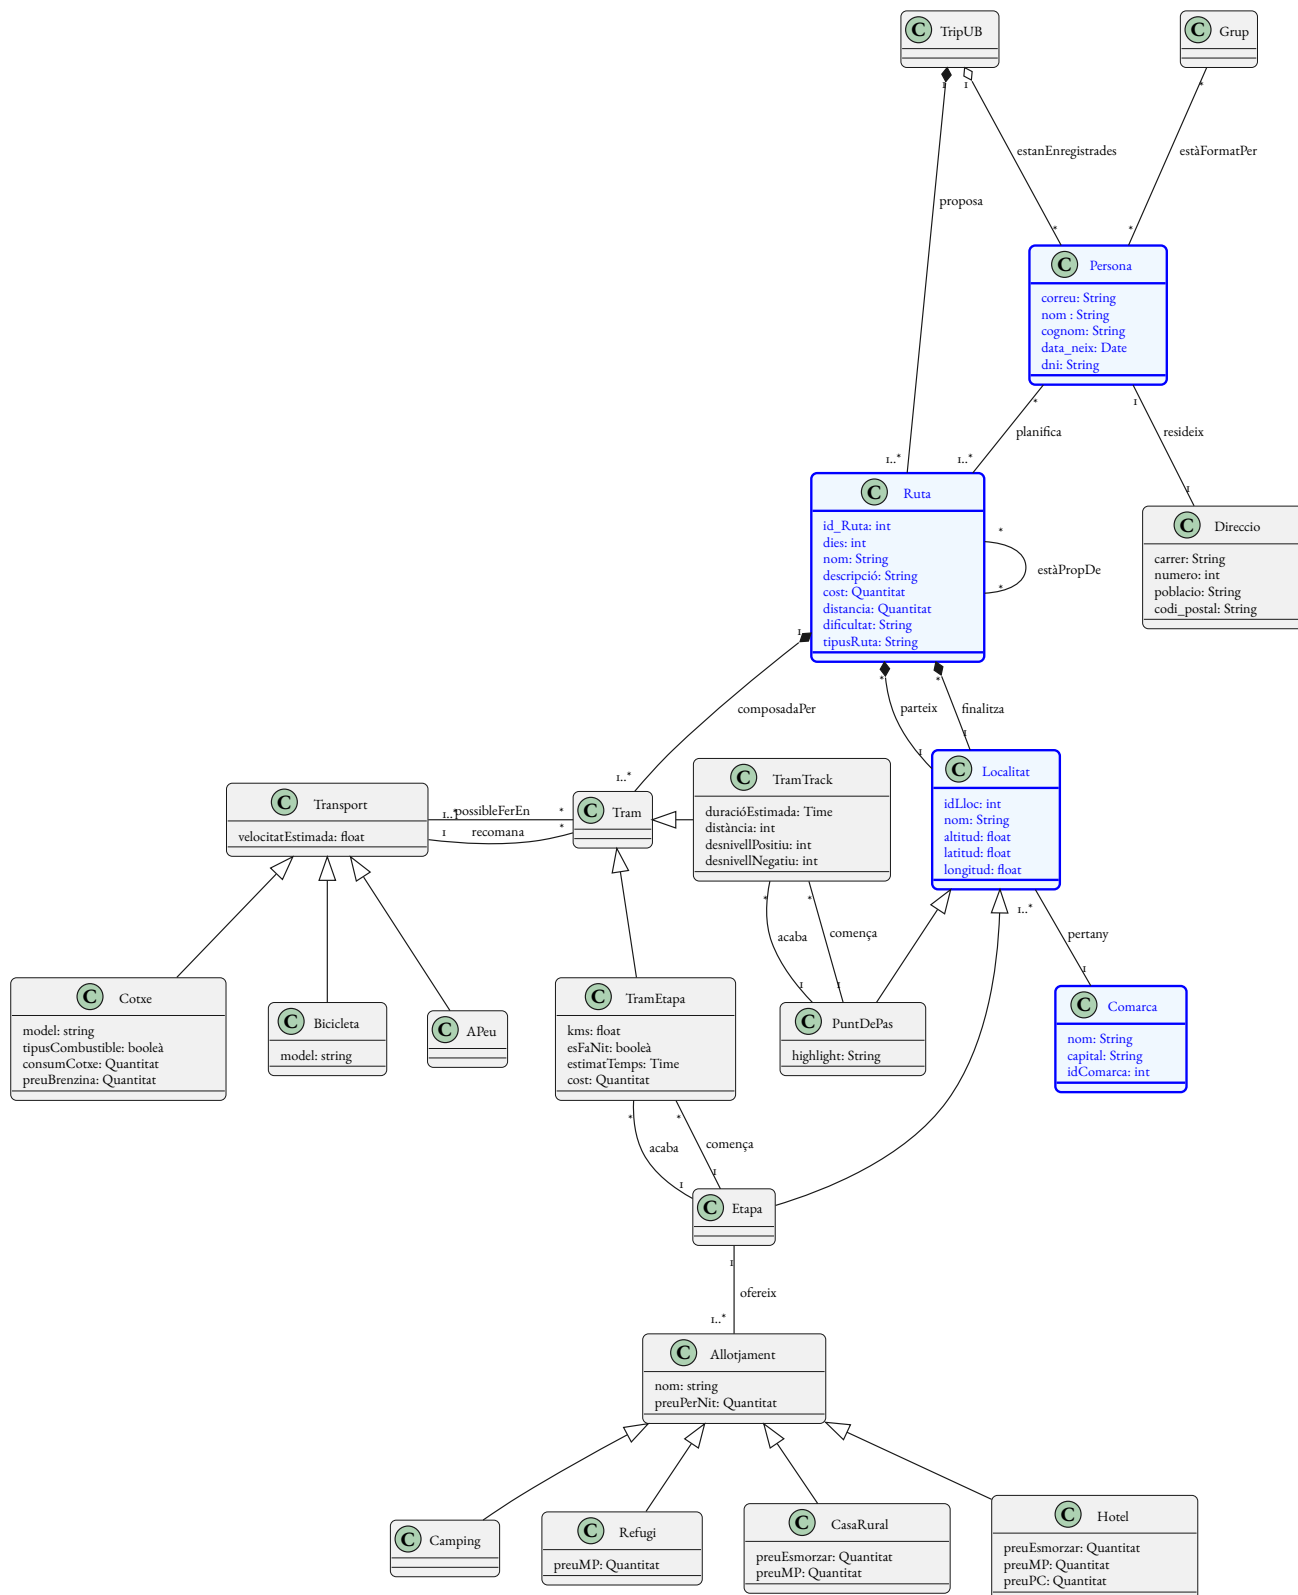 C TripUB
C Grup
1
1
*
estanEnregistrades
estàFormatPer
proposa
*
*
C Persona
correu: String
nom : String
cognom: String
data_neix: Date
dni: String
*
1
planifica
resideix
1..*
1..*
1
C Ruta
id_Ruta: int
dies: int
nom: String
descripció: String
cost: Quantitat
distancia: Quantitat
dificultat: String
tipusRuta: String
*
estàPropDe
*
C Direccio
carrer: String
numero: int
poblacio: String
codi_postal: String
1
*
*
composadaPer
parteix
finalitza
1
1
1..*
C Transport
velocitatEstimada: float
1..*
possibleFerEn
*
1
recomana
*
C Tram
C TramTrack
duracióEstimada: Time
distància: int
desnivellPositiu: int
desnivellNegatiu: int
C Localitat
idLloc: int
nom: String
altitud: float
latitud: float
longitud: float
*
*
1..*
acaba
comença
pertany
1
1
1
C Cotxe
model: string
tipusCombustible: booleà
consumCotxe: Quantitat
preuBrenzina: Quantitat
C Bicicleta
model: string
C APeu
C TramEtapa
kms: float
esFaNit: booleà
estimatTemps: Time
cost: Quantitat
C PuntDePas
highlight: String
C Comarca
nom: String
capital: String
idComarca: int
*
*
acaba
comença
1
1
C Etapa
1
ofereix
1..*
C Allotjament
nom: string
preuPerNit: Quantitat
C Camping
C Refugi
preuMP: Quantitat
C CasaRural
preuEsmorzar: Quantitat
preuMP: Quantitat
C Hotel
preuEsmorzar: Quantitat
preuMP: Quantitat
preuPC: Quantitat